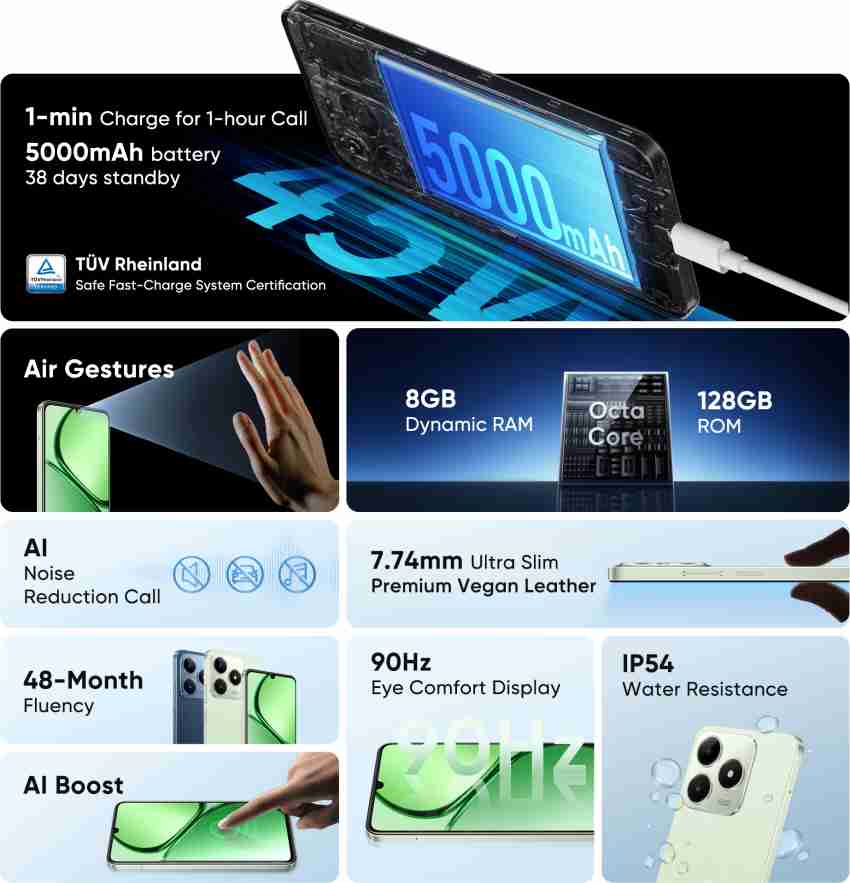 1-min Charge for 1-hour Call
5000mAh battery
38 days standby
5000mAh
TÜVRheinland
TÜV Rheinland
Safe Fast-Charge System Certification
Air Gestures
8GB
Dynamic RAM
Octa
Core
128GB
ROM
AI
Noise
Reduction Call
7.74mm Ultra Slim
Premium Vegan Leather
48-Month
Fluency
90Hz
Eye Comfort Display
90Hz
IP54
Water Resistance
AI Boost